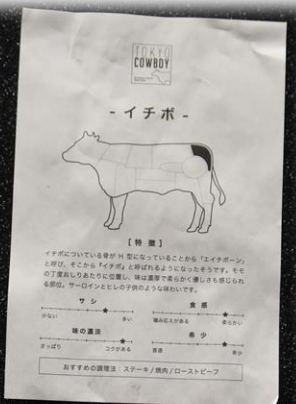 TOKYO
COWBOY
- イチボ -
【特徴】
イチボについている骨が H 型になっていることから「エイチボーン」
と呼び、そこから『イチボ』と呼ばれるようになったそうです。モモ
の丁度おしりあたりに位置し、味は濃厚で柔らかく優しさも感じられ
る部位。サーロインとヒレの子供のような味わいです。
サシ
少ない 多い
食感
噛み応えがある 柔らかい
味の濃淡
さっぱり コクがある
希少
普通 希少
おすすめの調理法:ステーキ / 焼肉 / ローストビーフ